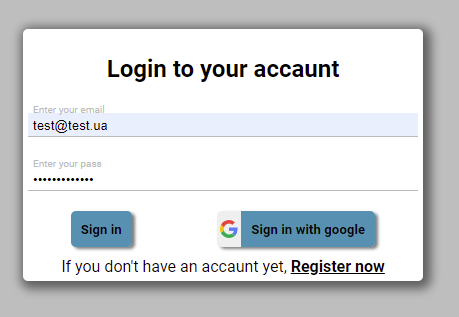 Login to your accaunt
Enter your email
test@test.ua
Enter your pass
•••••••••••••
Sign in
Sign in with google
If you don't have an accaunt yet, Register now